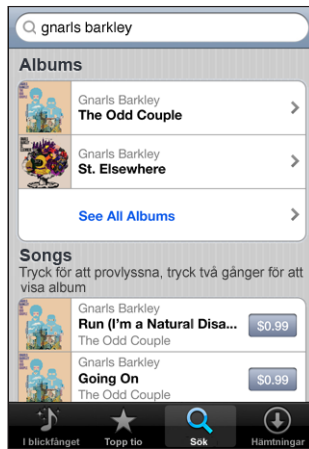 gnarls barkley
Albums
Gnarls Barkley
The Odd Couple
Gnarls Barkley
St. Elsewhere
See All Albums
Songs
Tryck för att provlyssna, tryck två gånger för att
visa album
Gnarls Barkley
Run (I'm a Natural Disa...
$0.99
The Odd Couple
Gnarls Barkley
Going On
$0.99
The Odd Couple
I blickfånget
Topp tio
Sök
Hämtningar